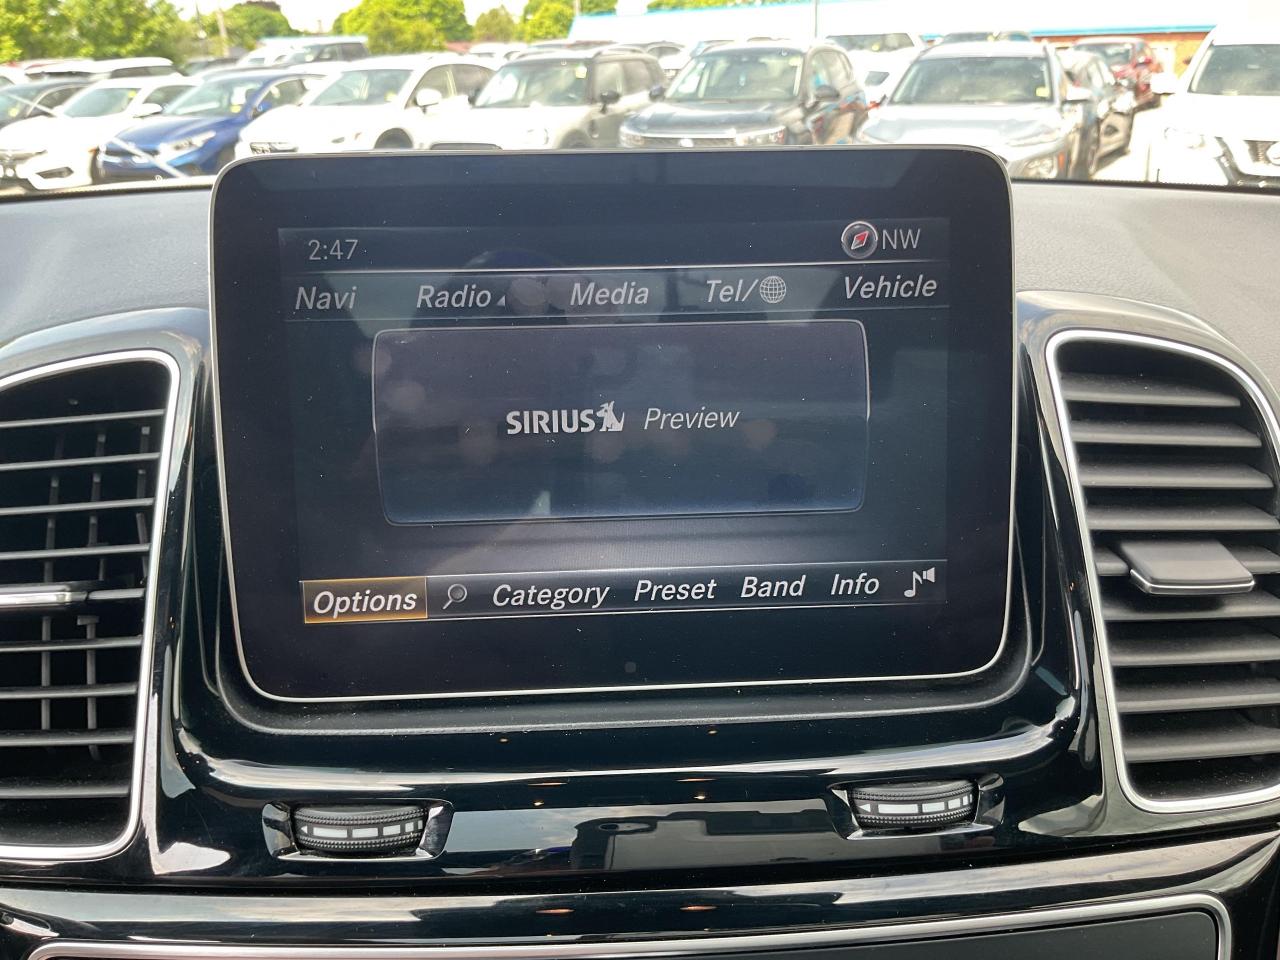 2:47 NW
Navi Radio Media Tel/ Vehicle
SIRIUS Preview
Options Category Preset Band Info